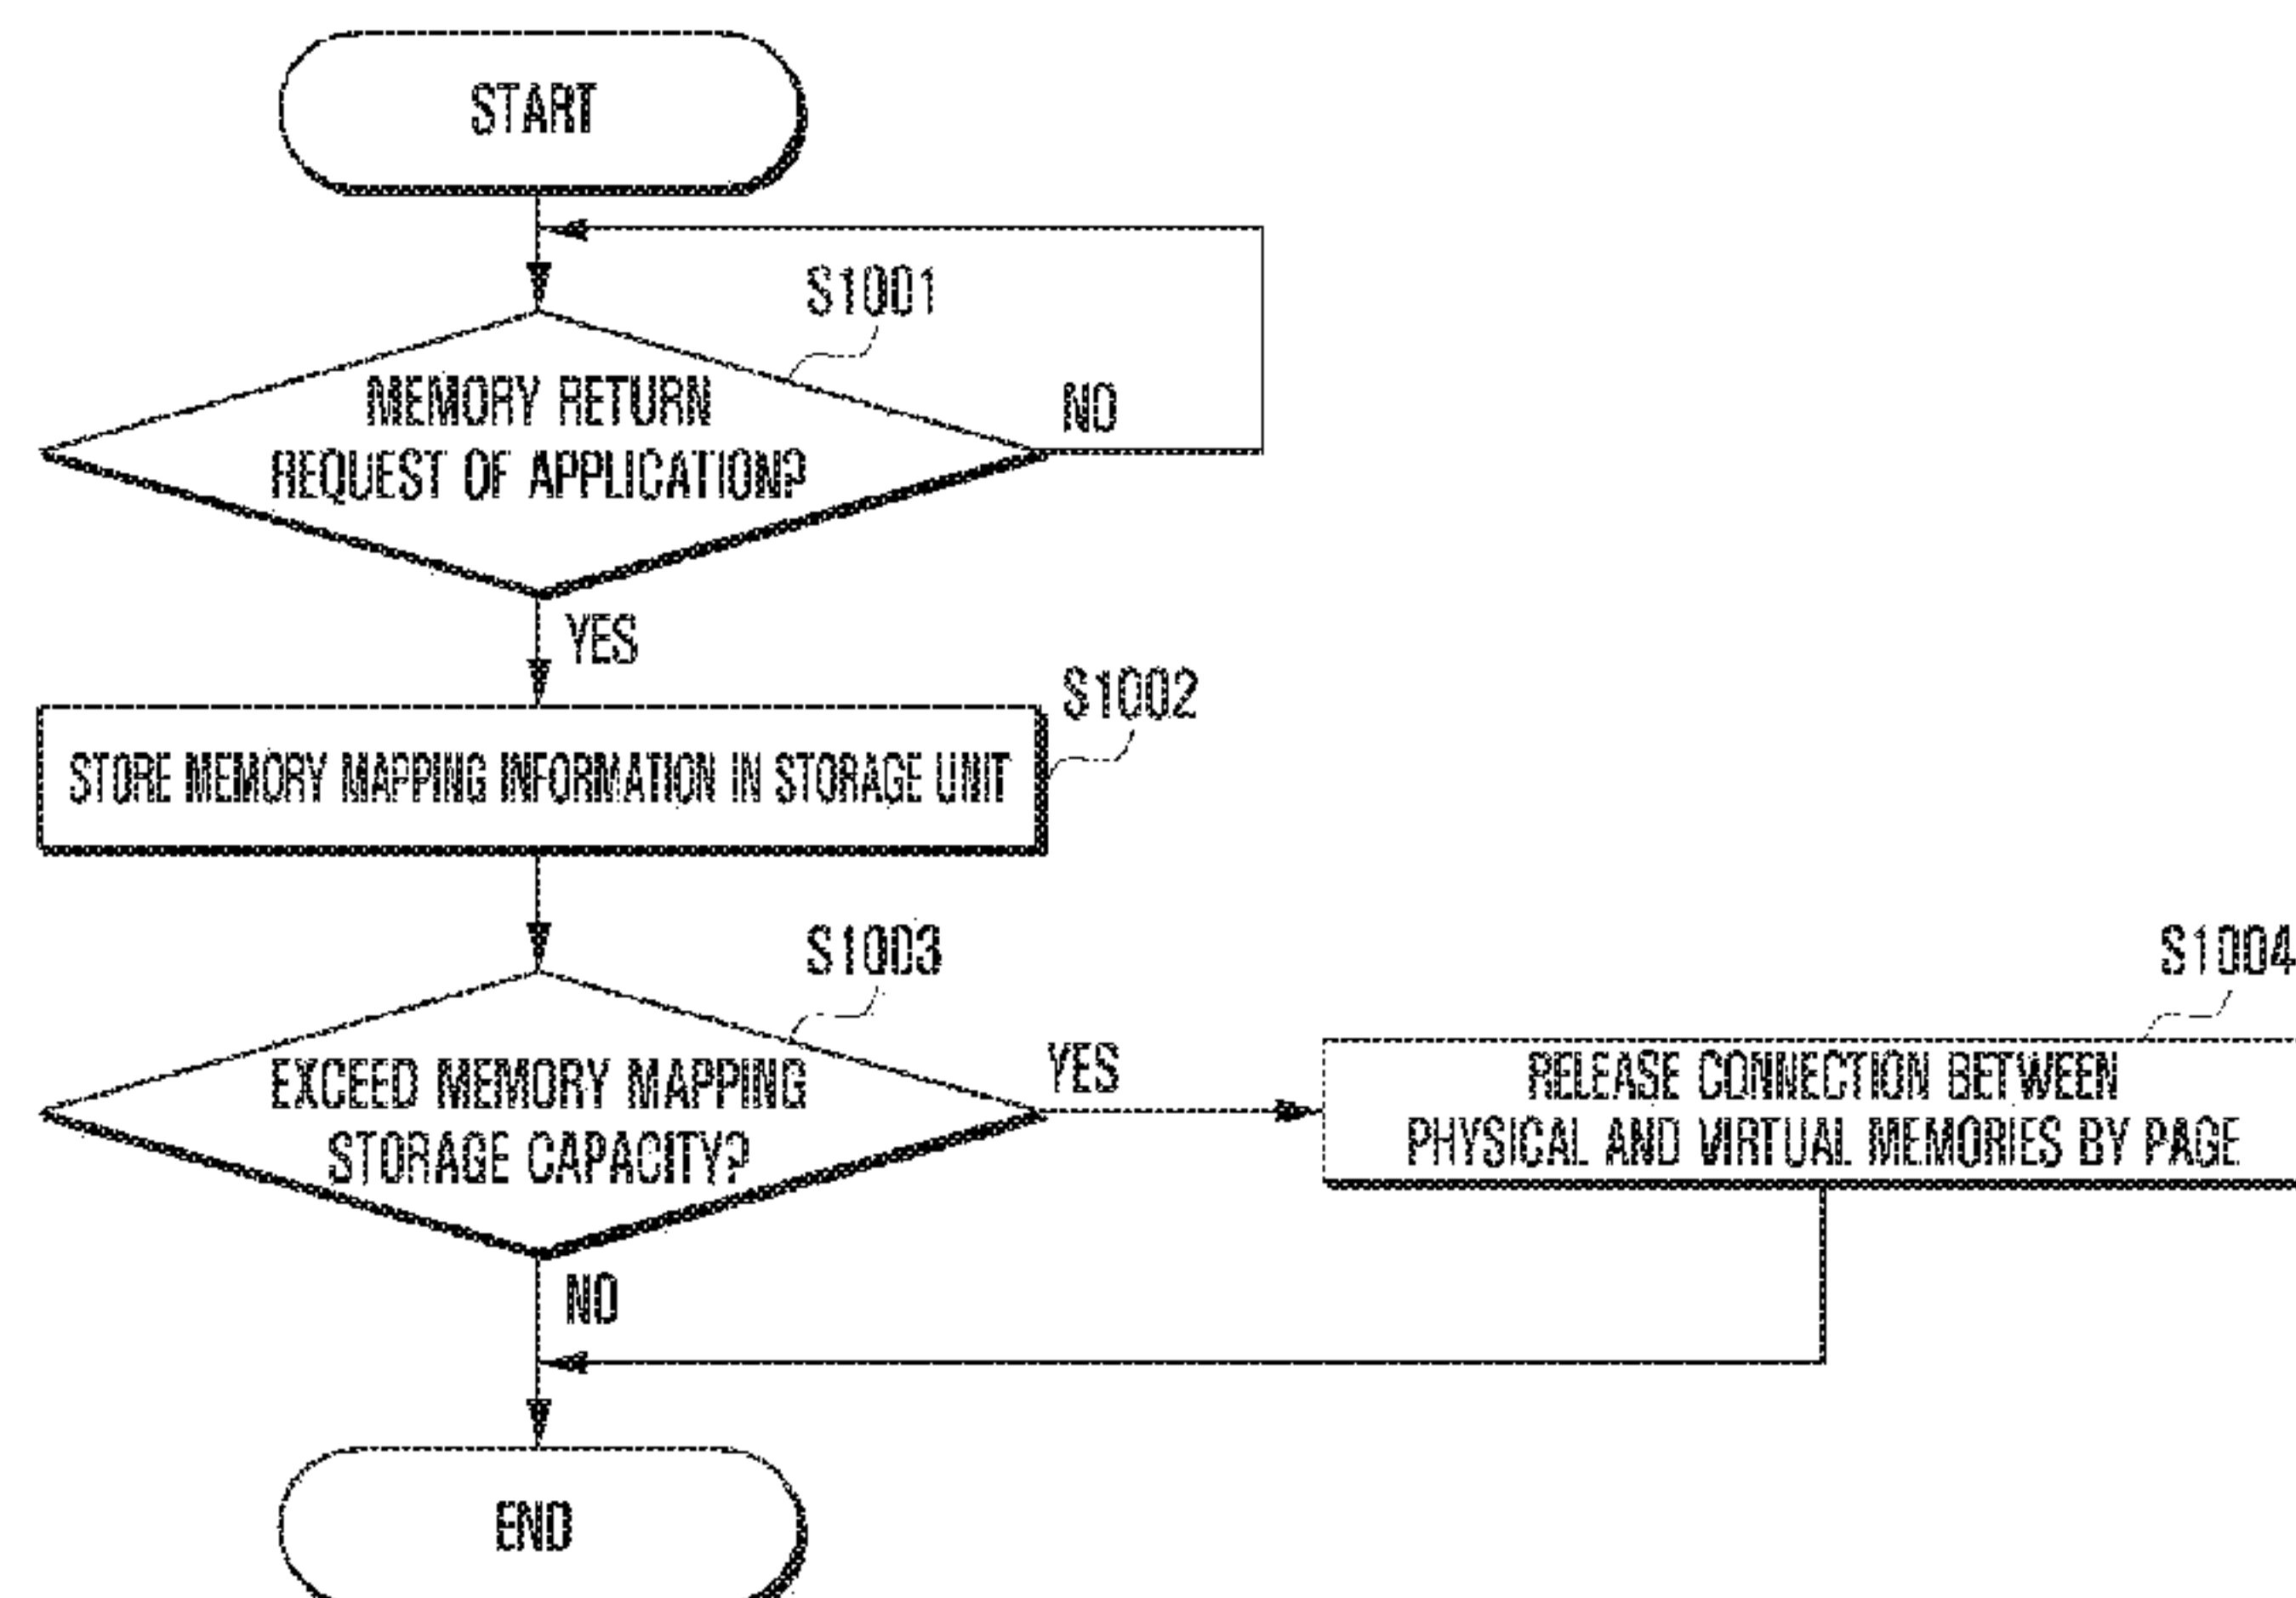 START
S1001
MEMORY RETURN
REQUEST OF APPLICATION?
NO
YES
S1002
STORE MEMORY MAPPING INFORMATION IN STORAGE UNIT
S1003
EXCEED MEMORY MAPPING
STORAGE CAPACITY?
YES
S1004
RELEASE CONNECTION BETWEEN
PHYSICAL AND VIRTUAL MEMORIES BY PAGE
NO
END